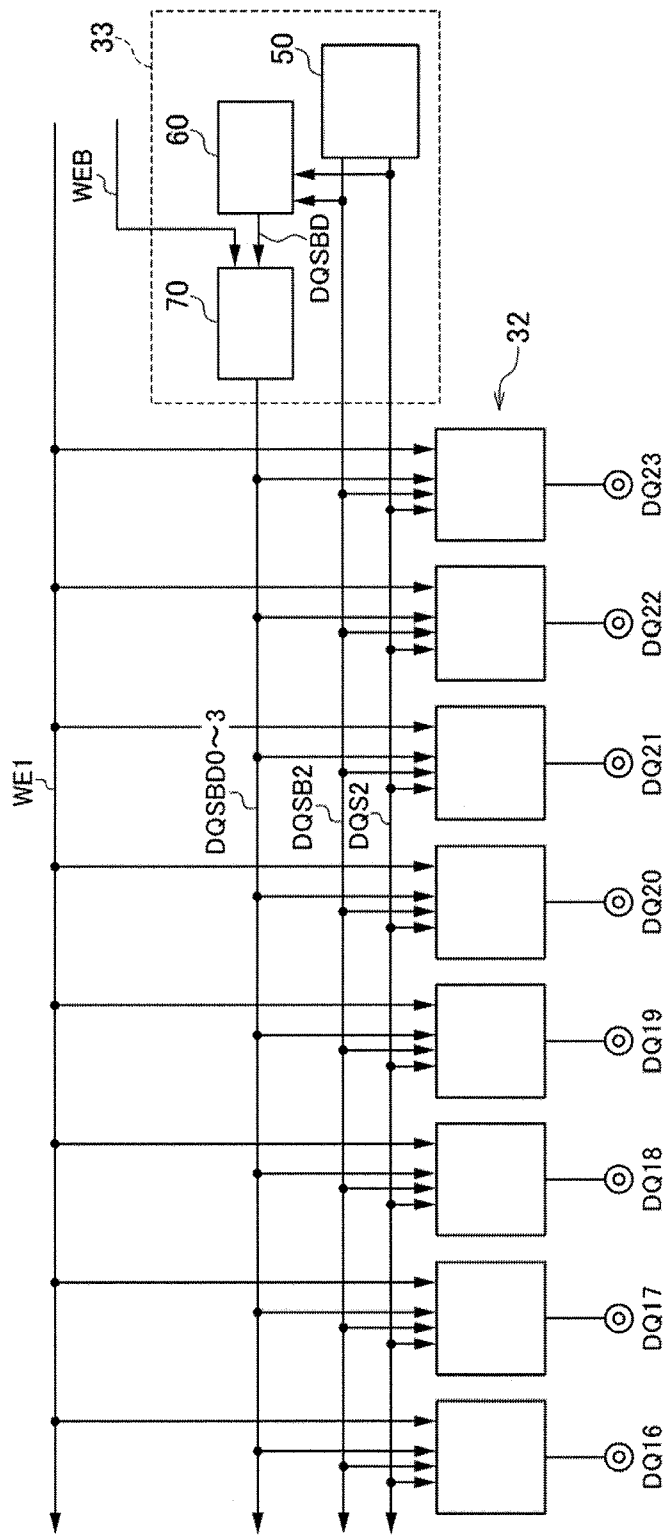 33
WEB
60
50
DQSBD
70
32
WE1
DQSBD0～3
DQSB2
DQS2
DQ16
DQ17
DQ18
DQ19
DQ20
DQ21
DQ22
DQ23